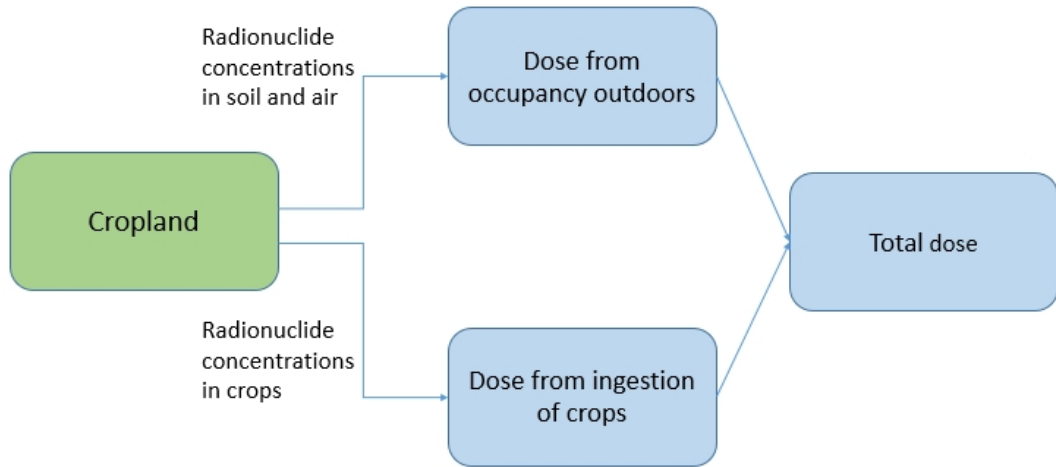 Radionuclide
concentrations
in soil and air
Dose from
occupancy outdoors
Cropland
Total dose
Radionuclide
concentrations
in crops
Dose from ingestion
of crops